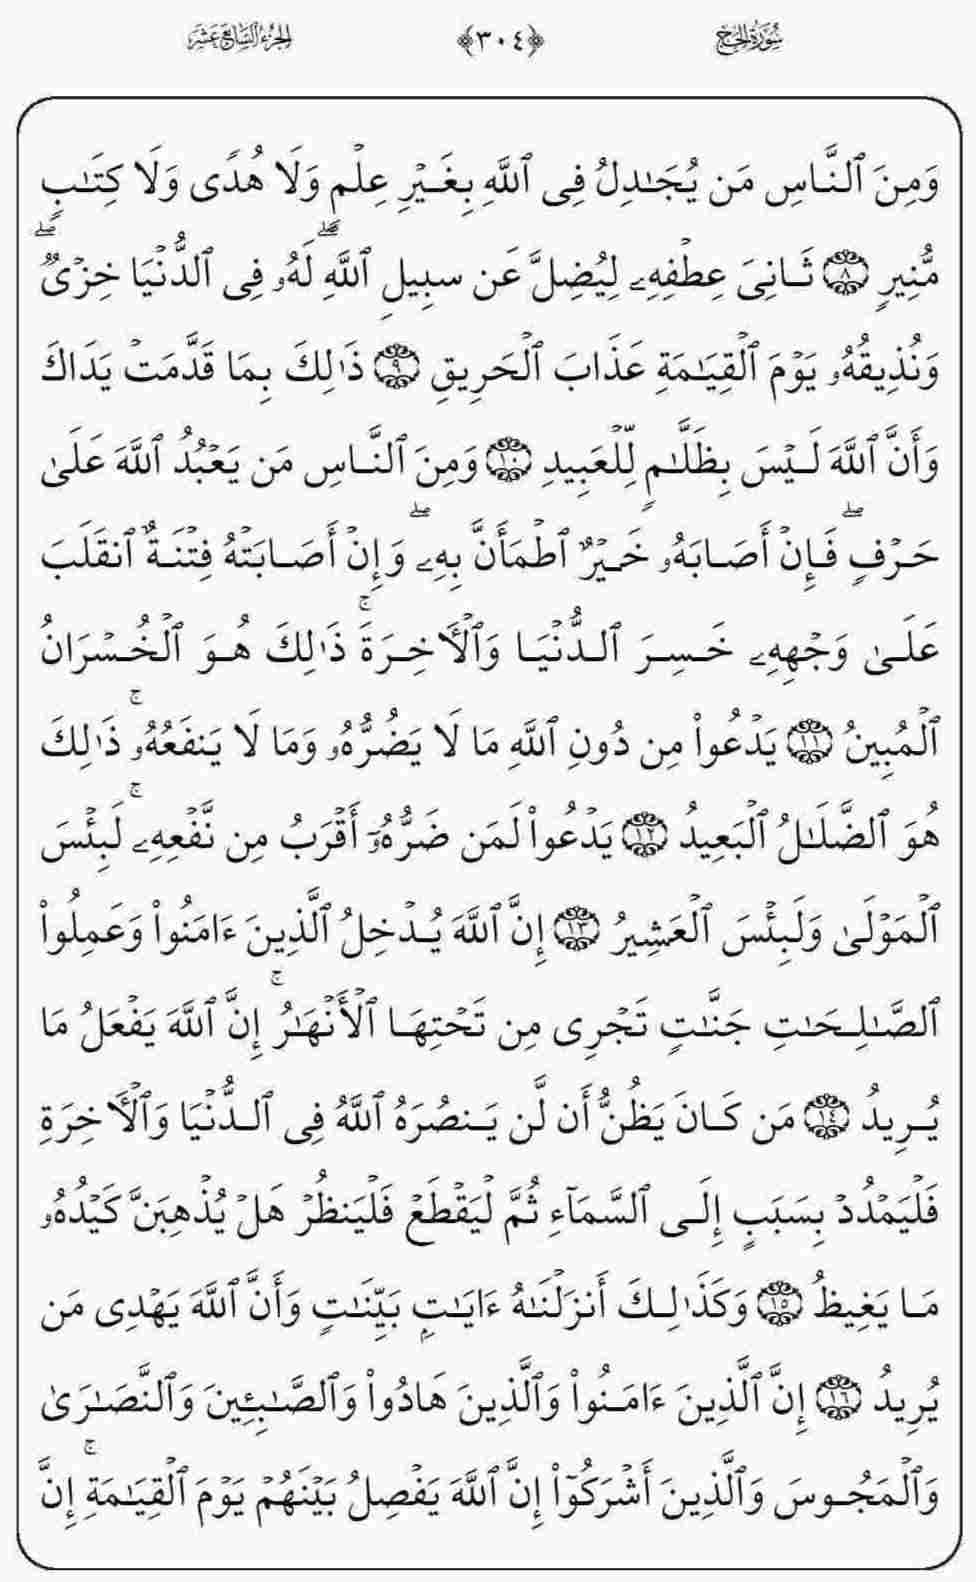 سُورَةُ الحَجّ ﴿٣٠٤﴾ الجزء السَّابع عَشَر
وَمِنَ ٱلنَّاسِ مَن يُجَٰدِلُ فِى ٱللَّهِ بِغَيْرِ عِلْمٍ وَلَا هُدًى وَلَا كِتَٰبٍ
مُّنِيرٍ ٨ ثَانِىَ عِطْفِهِۦ لِيُضِلَّ عَن سَبِيلِ ٱللَّهِ ۖ لَهُۥ فِى ٱلدُّنْيَا خِزْىٌ ۖ
وَنُذِيقُهُۥ يَوْمَ ٱلْقِيَٰمَةِ عَذَابَ ٱلْحَرِيقِ ٩ ذَٰلِكَ بِمَا قَدَّمَتْ يَدَاكَ
وَأَنَّ ٱللَّهَ لَيْسَ بِظَلَّٰمٍ لِّلْعَبِيدِ ١٠ وَمِنَ ٱلنَّاسِ مَن يَعْبُدُ ٱللَّهَ عَلَىٰ
حَرْفٍ ۖ فَإِنْ أَصَابَهُۥ خَيْرٌ ٱطْمَأَنَّ بِهِۦ ۖ وَإِنْ أَصَابَتْهُ فِتْنَةٌ ٱنقَلَبَ
عَلَىٰ وَجْهِهِۦ خَسِرَ ٱلدُّنْيَا وَٱلْأَخِرَةَ ۚ ذَٰلِكَ هُوَ ٱلْخُسْرَانُ
ٱلْمُبِينُ ١١ يَدْعُوا۟ مِن دُونِ ٱللَّهِ مَا لَا يَضُرُّهُۥ وَمَا لَا يَنفَعُهُۥ ۚ ذَٰلِكَ
هُوَ ٱلضَّلَٰلُ ٱلْبَعِيدُ ١٢ يَدْعُوا۟ لَمَن ضَرُّهُۥٓ أَقْرَبُ مِن نَّفْعِهِۦ ۚ لَبِئْسَ
ٱلْمَوْلَىٰ وَلَبِئْسَ ٱلْعَشِيرُ ١٣ إِنَّ ٱللَّهَ يُدْخِلُ ٱلَّذِينَ ءَامَنُوا۟ وَعَمِلُوا۟
ٱلصَّٰلِحَٰتِ جَنَّٰتٍ تَجْرِى مِن تَحْتِهَا ٱلْأَنْهَٰرُ ۚ إِنَّ ٱللَّهَ يَفْعَلُ مَا
يُرِيدُ ١٤ مَن كَانَ يَظُنُّ أَن لَّن يَنصُرَهُ ٱللَّهُ فِى ٱلدُّنْيَا وَٱلْأَخِرَةِ
فَلْيَمْدُدْ بِسَبَبٍ إِلَى ٱلسَّمَآءِ ثُمَّ لْيَقْطَعْ فَلْيَنظُرْ هَلْ يُذْهِبَنَّ كَيْدُهُۥ
مَا يَغِيظُ ١٥ وَكَذَٰلِكَ أَنزَلْنَٰهُ ءَايَٰتٍۭ بَيِّنَٰتٍ وَأَنَّ ٱللَّهَ يَهْدِى مَن
يُرِيدُ ١٦ إِنَّ ٱلَّذِينَ ءَامَنُوا۟ وَٱلَّذِينَ هَادُوا۟ وَٱلصَّٰبِـِٔينَ وَٱلنَّصَٰرَىٰ
وَٱلْمَجُوسَ وَٱلَّذِينَ أَشْرَكُوٓا۟ إِنَّ ٱللَّهَ يَفْصِلُ بَيْنَهُمْ يَوْمَ ٱلْقِيَٰمَةِ ۚ إِنَّ